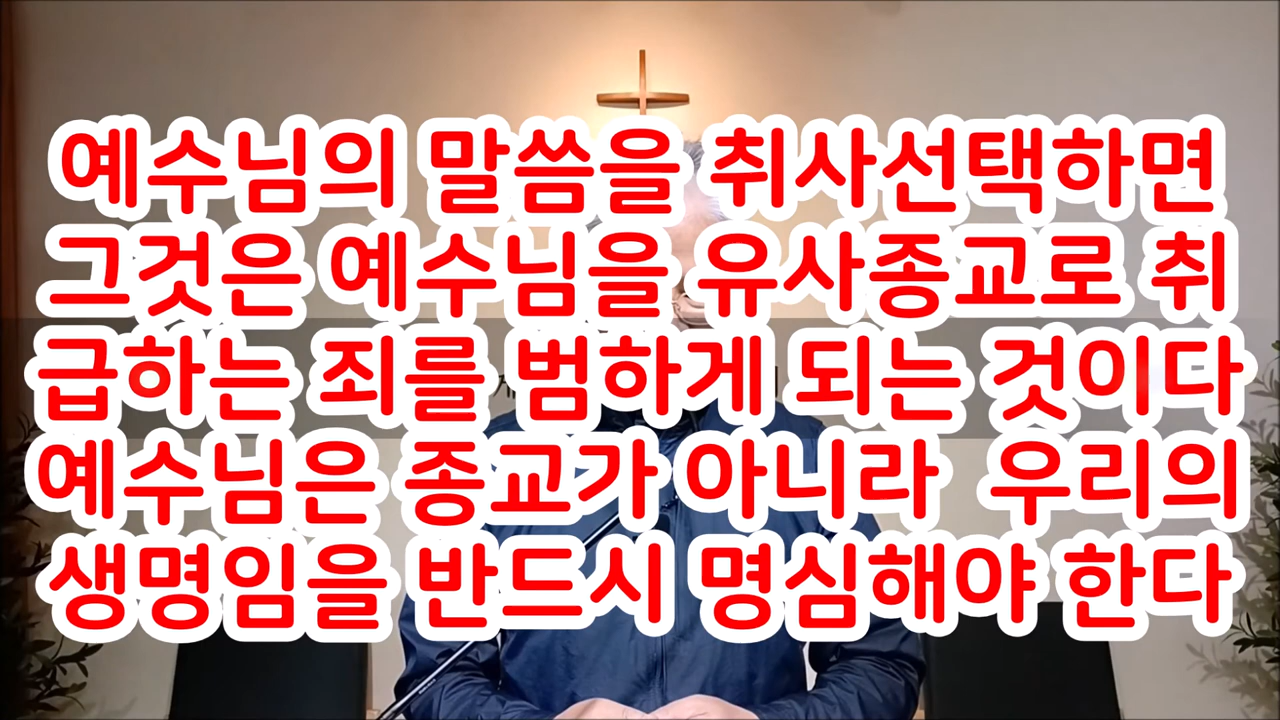 예수님의 말씀을 취사선택하면
그것은 예수님을 유사종교로 취
급하는 죄를 범하게 되는 것이다
예수님은 종교가 아니라 우리의
생명임을 반드시 명심해야 한다